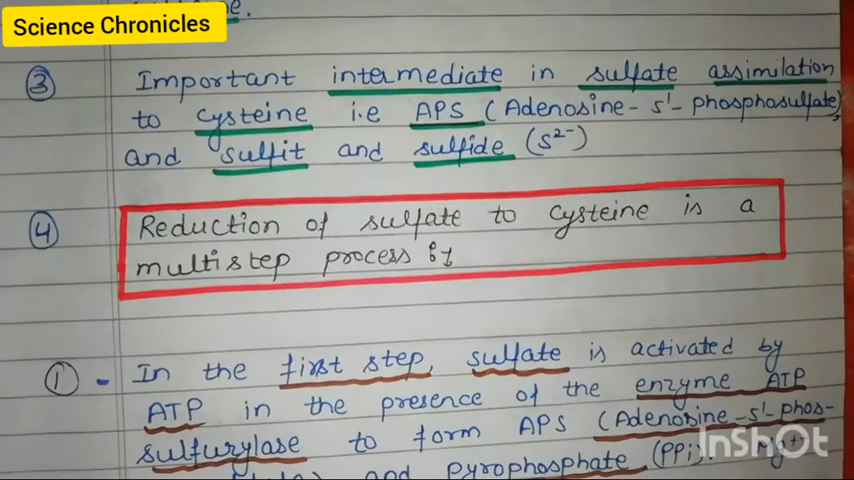 Science Chronicles
③ Important intermediate in sulfate assimilation
to cysteine i.e APS (Adenosine-5'-phosphosulfate),
and sulfit and sulfide (S²⁻)
④ Reduction of sulfate to cysteine is a
multistep process
① - In the first step, sulfate is activated by
ATP in the presence of the enzyme ATP
sulfurylase to form APS (Adenosine-5'-phos-
and pyrophosphate (PPi).
InShOt